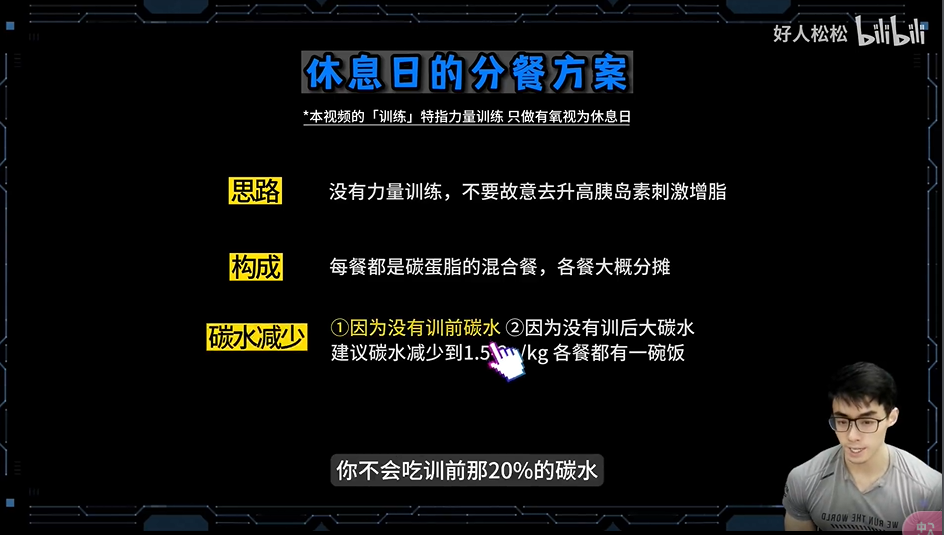 好人松松 bilibili
休息日的分餐方案
*本视频的「训练」特指力量训练 只做有氧视为休息日
思路
没有力量训练，不要故意去升高胰岛素刺激增脂
构成
每餐都是碳蛋脂的混合餐，各餐大概分摊
碳水减少
①因为没有训前碳水 ②因为没有训后大碳水
建议碳水减少到1.5 /kg 各餐都有一碗饭
你不会吃训前那20%的碳水
WE RUN THE WORLD